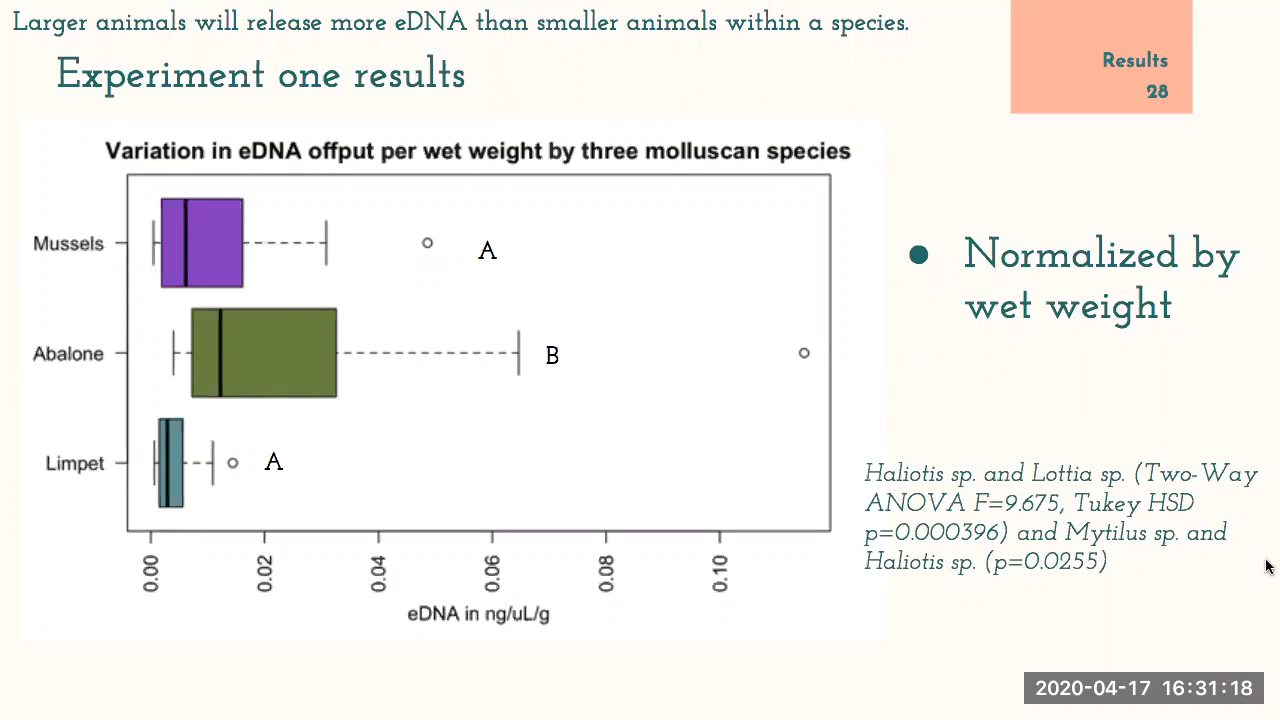 Larger animals will release more eDNA than smaller animals within a species.
Experiment one results
Results
28
Variation in eDNA offput per wet weight by three molluscan species
Mussels
A
Abalone
B
Limpet
A
0.00
0.02
0.04
0.06
0.08
0.10
eDNA in ng/uL/g
● Normalized by
wet weight
Haliotis sp. and Lottia sp. (Two-Way
ANOVA F=9.675, Tukey HSD
p=0.000396) and Mytilus sp. and
Haliotis sp. (p=0.0255)
2020-04-17 16:31:18